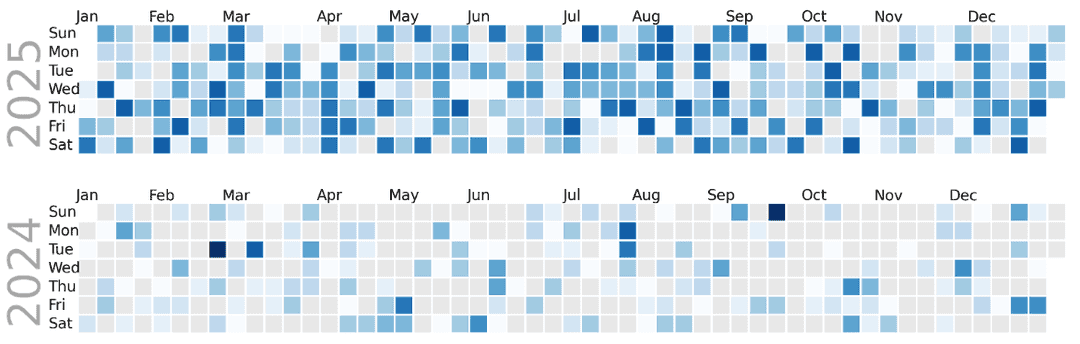 2025
Jan Feb Mar Apr May Jun Jul Aug Sep Oct Nov Dec
Sun
Mon
Tue
Wed
Thu
Fri
Sat
2024
Jan Feb Mar Apr May Jun Jul Aug Sep Oct Nov Dec
Sun
Mon
Tue
Wed
Thu
Fri
Sat